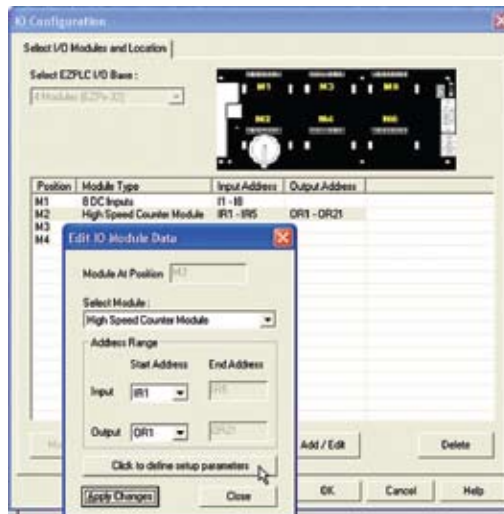 IO Configuration
Select I/O Modules and Location
Select EZPLC I/O Base :
4 Modules
M1 M3
M2 M4 M6
Position Module Type Input Address Output Address
M1 8 DC Inputs I1 - I8
M2 High Speed Counter Module IR1 - IR5 OR1 - OR21
M3
M4
Edit IO Module Data
Module At Position M2
Select Module :
High Speed Counter Module
Address Range
Start Address End Address
Input IR1 IR5
Output OR1 OR21
Click to define setup parameters
Apply Changes Close
Add / Edit Delete
OK Cancel Help